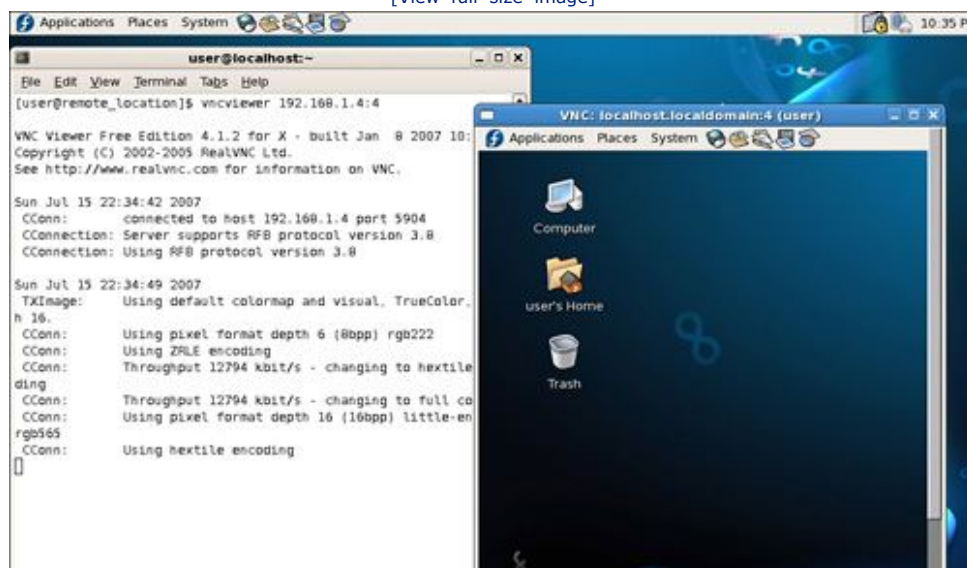 [View full size image]
Applications Places System
10:35 P
user@localhost:~
File Edit View Terminal Tabs Help
[user@remote_location]$ vncviewer 192.168.1.4:4
VNC Viewer Free Edition 4.1.2 for X - built Jan 8 2007 10:
Copyright (C) 2002-2005 RealVNC Ltd.
See http://www.realvnc.com for information on VNC.
Sun Jul 15 22:34:42 2007
CConn: connected to host 192.168.1.4 port 5904
CConnection: Server supports RFB protocol version 3.8
CConnection: Using RFB protocol version 3.8
Sun Jul 15 22:34:49 2007
TXImage: Using default colormap and visual, TrueColor,
h 16.
CConn: Using pixel format depth 6 (8bpp) rgb222
CConn: Using ZRLE encoding
CConn: Throughput 12794 kbit/s - changing to hextile
ding
CConn: Throughput 12794 kbit/s - changing to full co
CConn: Using pixel format depth 16 (16bpp) little-en
rgb565
CConn: Using hextile encoding
VNC: localhost.localdomain:4 (user)
Applications Places System
Computer
user's Home
Trash